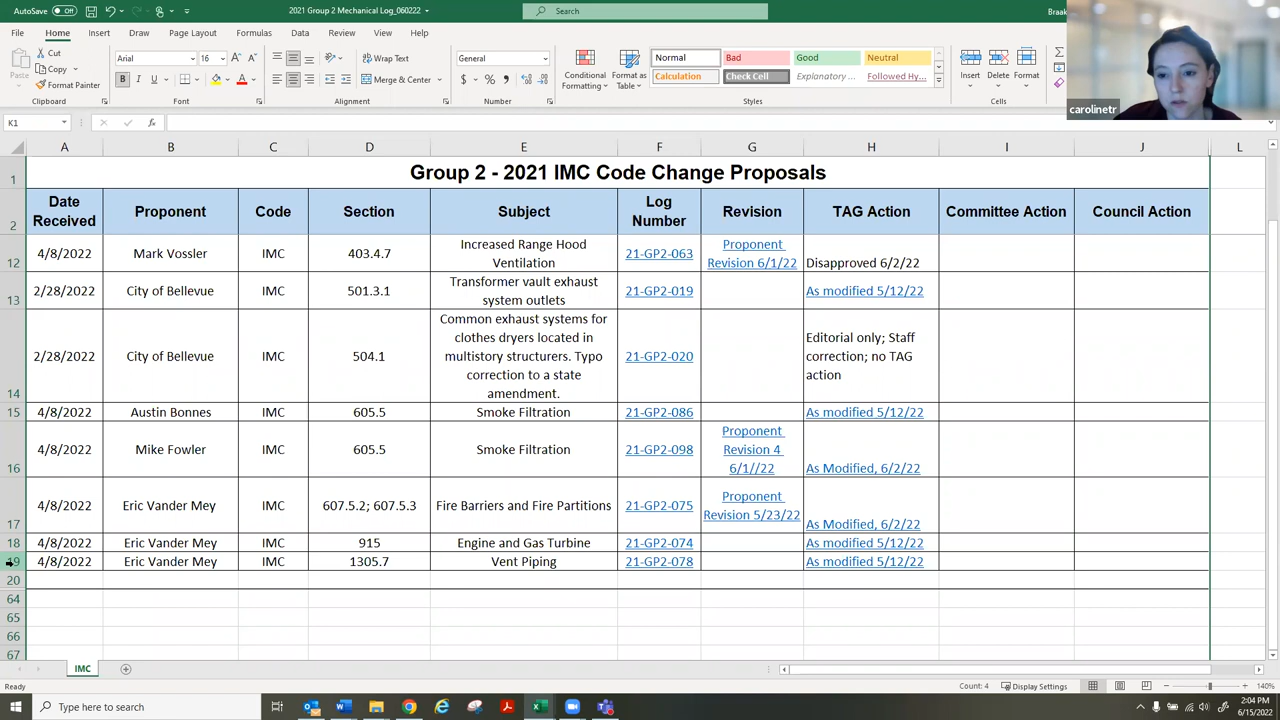 AutoSave Off 2021 Group 2 Mechanical Log_060222 Search
File Home Insert Draw Page Layout Formulas Data Review View Help
Paste Cut Copy Format Painter
Arial 16 Wrap Text General
Merge & Center
Conditional Formatting Format as Table
Normal Bad Good Neutral
Calculation Check Cell Explanatory ... Followed Hy...
Insert Delete Format
Clipboard Font Alignment Number Styles Cells
carolinetr
K1
A B C D E F G H I J L
1 Group 2 - 2021 IMC Code Change Proposals
2 Date Received Proponent Code Section Subject Log Number Revision TAG Action Committee Action Council Action
12 4/8/2022 Mark Vossler IMC 403.4.7 Increased Range Hood Ventilation 21-GP2-063 Proponent Revision 6/1/22 Disapproved 6/2/22
13 2/28/2022 City of Bellevue IMC 501.3.1 Transformer vault exhaust system outlets 21-GP2-019 As modified 5/12/22
14 2/28/2022 City of Bellevue IMC 504.1 Common exhaust systems for clothes dryers located in multistory structurers. Typo correction to a state amendment. 21-GP2-020 Editorial only; Staff correction; no TAG action
15 4/8/2022 Austin Bonnes IMC 605.5 Smoke Filtration 21-GP2-086 As modified 5/12/22
16 4/8/2022 Mike Fowler IMC 605.5 Smoke Filtration 21-GP2-098 Proponent Revision 4 6/1//22 As Modified, 6/2/22
17 4/8/2022 Eric Vander Mey IMC 607.5.2; 607.5.3 Fire Barriers and Fire Partitions 21-GP2-075 Proponent Revision 5/23/22 As Modified, 6/2/22
18 4/8/2022 Eric Vander Mey IMC 915 Engine and Gas Turbine 21-GP2-074 As modified 5/12/22
4/8/2022 Eric Vander Mey IMC 1305.7 Vent Piping 21-GP2-078 As modified 5/12/22
20
64
65
66
67
IMC
Ready Count: 4 Display Settings 140%
Type here to search 2:04 PM
6/15/2022